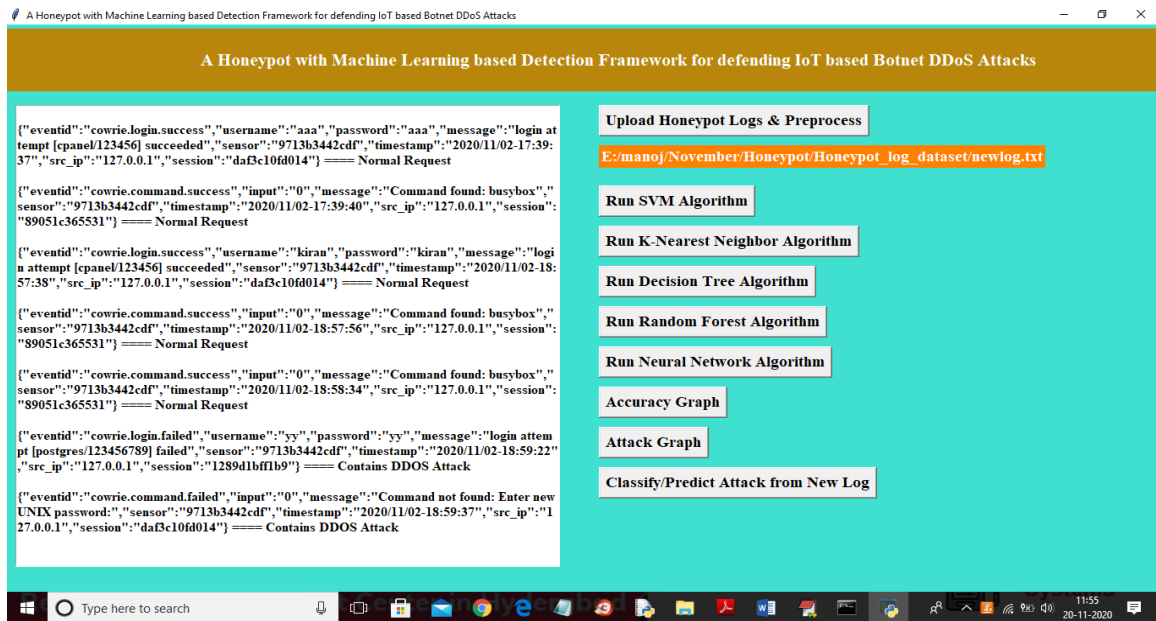 A Honeypot with Machine Learning based Detection Framework for defending IoT based Botnet DDoS Attacks
A Honeypot with Machine Learning based Detection Framework for defending IoT based Botnet DDoS Attacks
{"eventid":"cowrie.login.success","username":"aaa","password":"aaa","message":"login at
tempt [cpanel/123456] succeeded","sensor":"9713b3442cdf","timestamp":"2020/11/02-17:39:
37","src_ip":"127.0.0.1","session":"daf3c10fd014"} ==== Normal Request
{"eventid":"cowrie.command.success","input":"0","message":"Command found: busybox","
sensor":"9713b3442cdf","timestamp":"2020/11/02-17:39:40","src_ip":"127.0.0.1","session":
"89051c365531"} ==== Normal Request
{"eventid":"cowrie.login.success","username":"kiran","password":"kiran","message":"logi
n attempt [cpanel/123456] succeeded","sensor":"9713b3442cdf","timestamp":"2020/11/02-18:
57:38","src_ip":"127.0.0.1","session":"daf3c10fd014"} ==== Normal Request
{"eventid":"cowrie.command.success","input":"0","message":"Command found: busybox","
sensor":"9713b3442cdf","timestamp":"2020/11/02-18:57:56","src_ip":"127.0.0.1","session":
"89051c365531"} ==== Normal Request
{"eventid":"cowrie.command.success","input":"0","message":"Command found: busybox","
sensor":"9713b3442cdf","timestamp":"2020/11/02-18:58:34","src_ip":"127.0.0.1","session":
"89051c365531"} ==== Normal Request
{"eventid":"cowrie.login.failed","username":"yy","password":"yy","message":"login attem
pt [postgres/123456789] failed","sensor":"9713b3442cdf","timestamp":"2020/11/02-18:59:22"
,"src_ip":"127.0.0.1","session":"1289d1bff1b9"} ==== Contains DDOS Attack
{"eventid":"cowrie.command.failed","input":"0","message":"Command not found: Enter new
UNIX password:","sensor":"9713b3442cdf","timestamp":"2020/11/02-18:59:37","src_ip":"1
27.0.0.1","session":"daf3c10fd014"} ==== Contains DDOS Attack
Upload Honeypot Logs & Preprocess
E:/manoj/November/Honeypot/Honeypot_log_dataset/newlog.txt
Run SVM Algorithm
Run K-Nearest Neighbor Algorithm
Run Decision Tree Algorithm
Run Random Forest Algorithm
Run Neural Network Algorithm
Accuracy Graph
Attack Graph
Classify/Predict Attack from New Log
Type here to search
11:55
20-11-2020